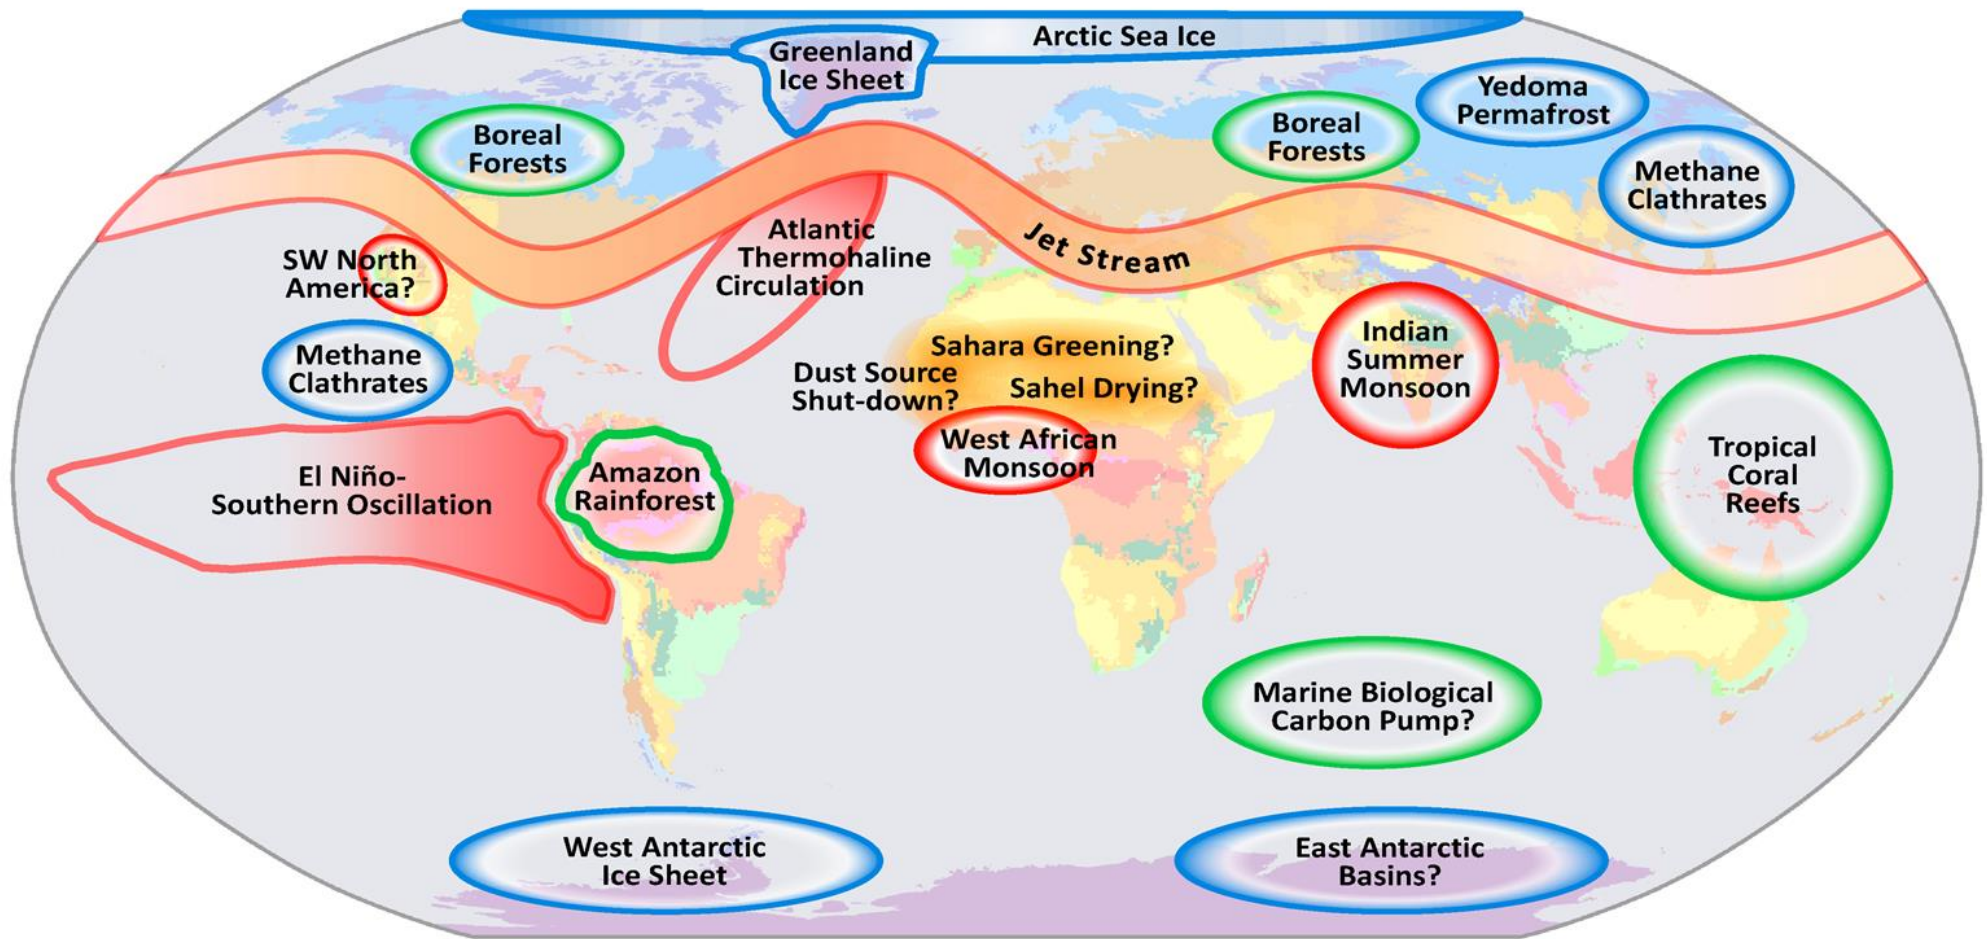 Arctic Sea Ice
Greenland
Ice Sheet
Yedoma
Permafrost
Boreal
Forests
Boreal
Forests
Methane
Clathrates
Atlantic
Thermohaline
Circulation
Jet Stream
SW North
America?
Methane
Clathrates
Sahara Greening?
Dust Source
Shut-down?
Sahel Drying?
Indian
Summer
Monsoon
West African
Monsoon
El Niño-
Southern Oscillation
Amazon
Rainforest
Tropical
Coral
Reefs
Marine Biological
Carbon Pump?
West Antarctic
Ice Sheet
East Antarctic
Basins?